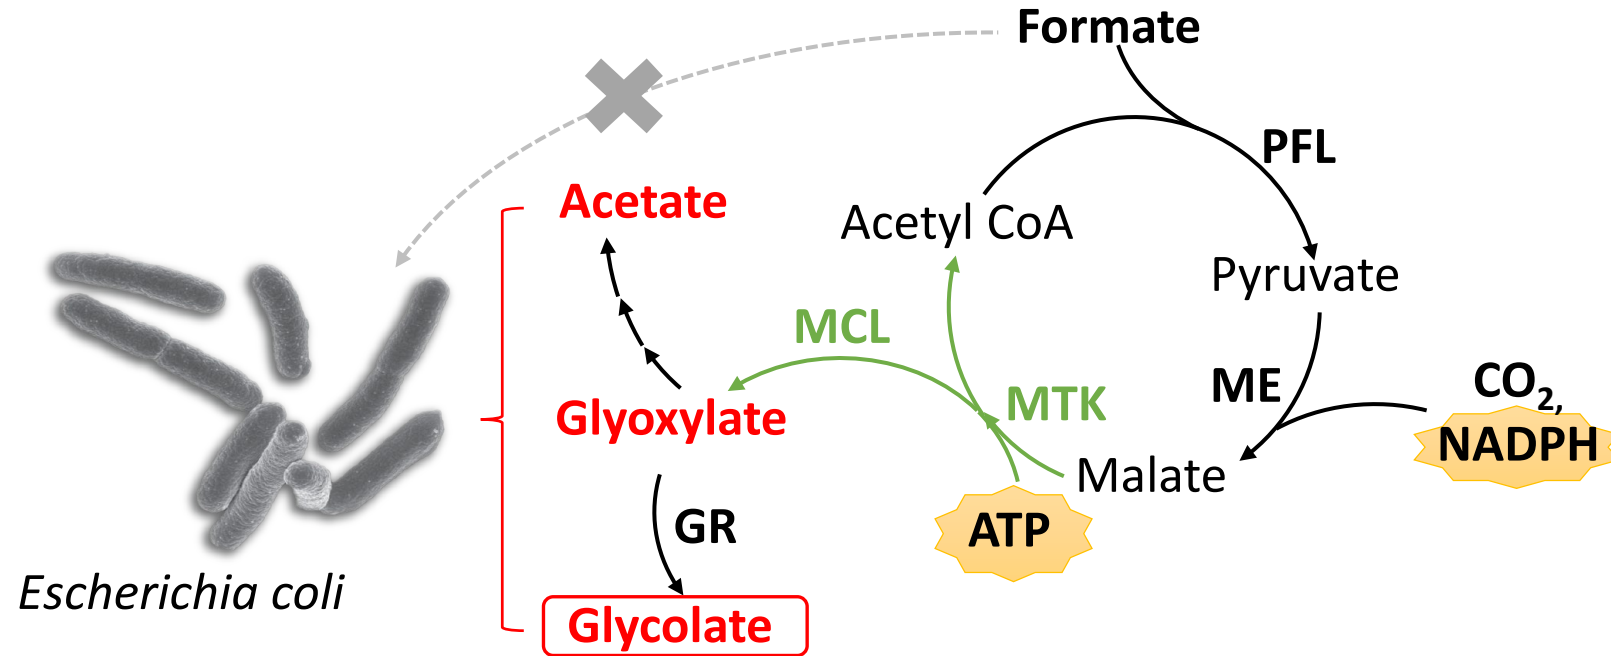 Formate
PFL
Acetate
Acetyl CoA
Pyruvate
MCL
ME
CO2,
NADPH
MTK
Glyoxylate
Malate
GR
ATP
Escherichia coli
Glycolate